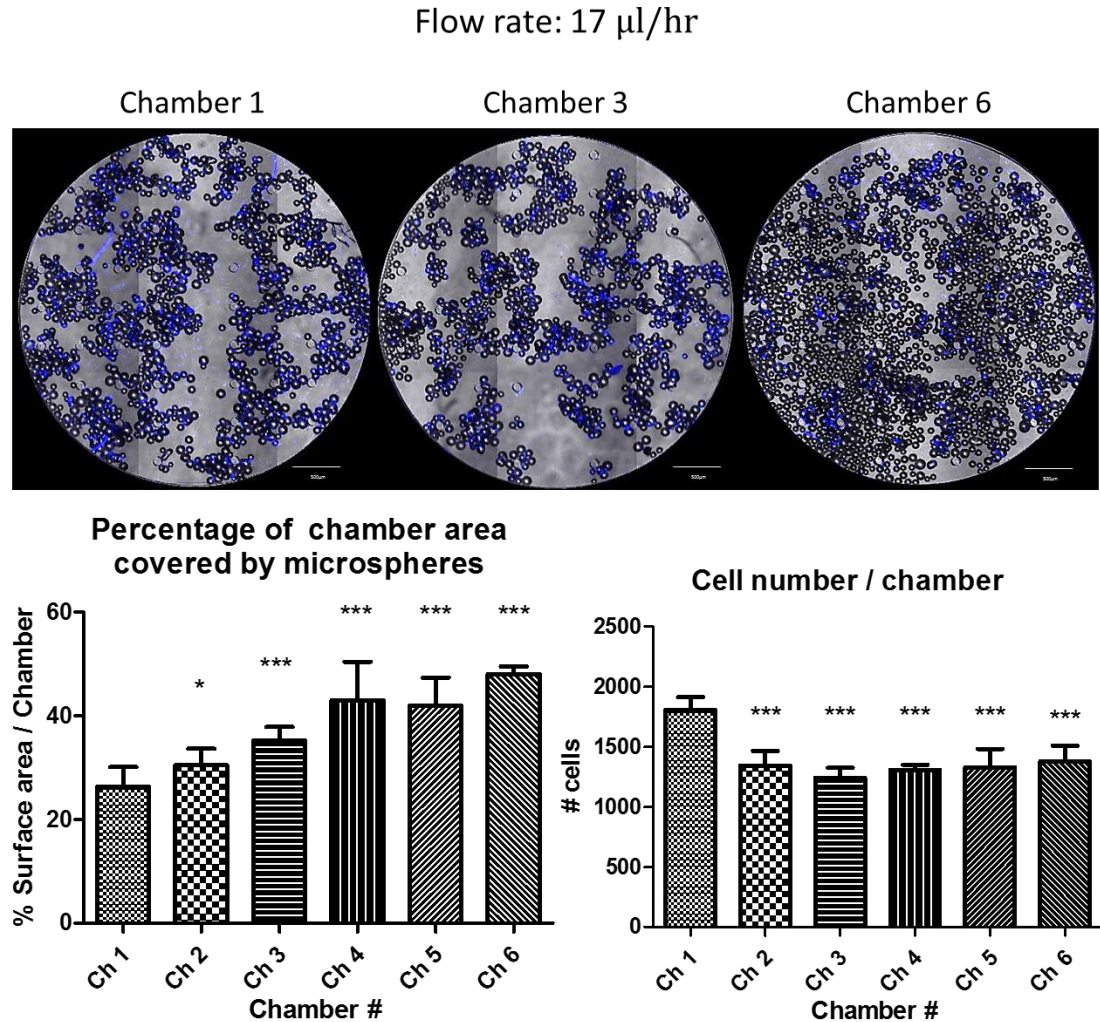 Flow rate: 17 μl/hr
Chamber 1
Chamber 3
Chamber 6
500μm
500μm
500μm
Percentage of chamber area
covered by microspheres
% Surface area / Chamber
60
40
20
0
*
***
***
***
***
Ch 1
Ch 2
Ch 3
Ch 4
Ch 5
Ch 6
Chamber #
Cell number / chamber
# cells
2500
2000
1500
1000
500
0
***
***
***
***
***
Ch 1
Ch 2
Ch 3
Ch 4
Ch 5
Ch 6
Chamber #